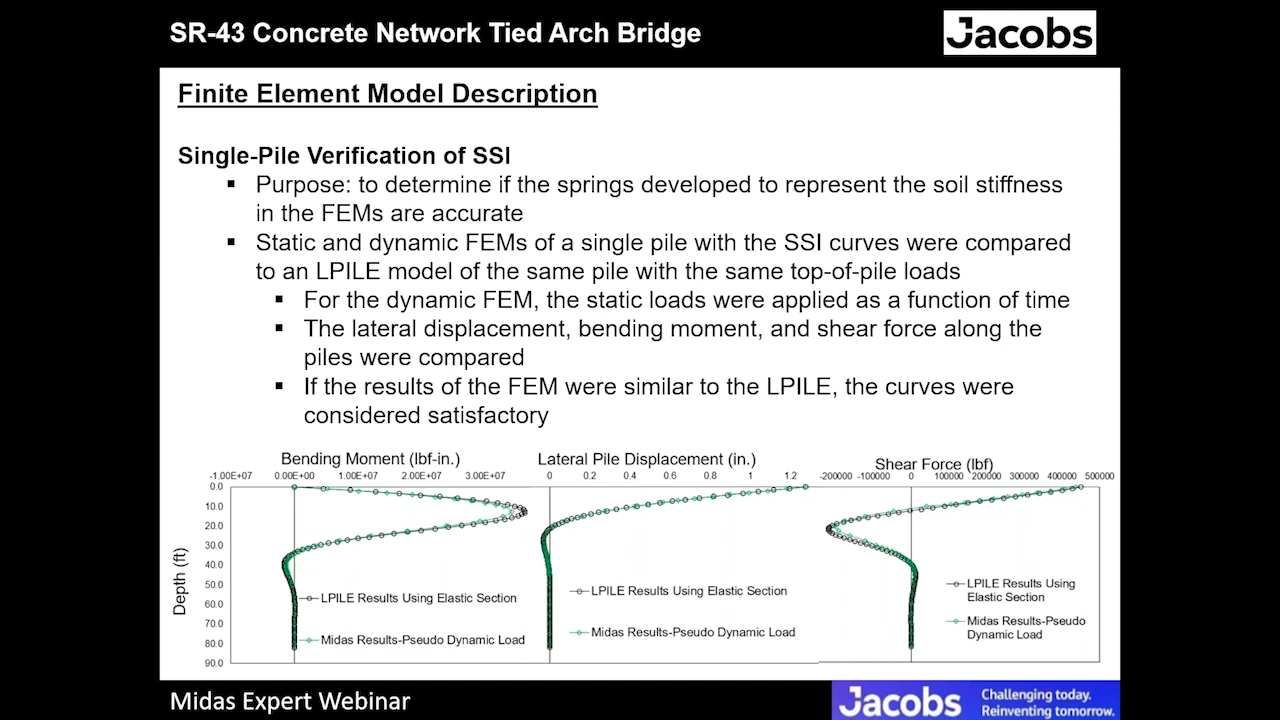 SR-43 Concrete Network Tied Arch Bridge
Jacobs
Finite Element Model Description
Single-Pile Verification of SSI
▪ Purpose: to determine if the springs developed to represent the soil stiffness
in the FEMs are accurate
▪ Static and dynamic FEMs of a single pile with the SSI curves were compared
to an LPILE model of the same pile with the same top-of-pile loads
▪ For the dynamic FEM, the static loads were applied as a function of time
▪ The lateral displacement, bending moment, and shear force along the
piles were compared
▪ If the results of the FEM were similar to the LPILE, the curves were
considered satisfactory
Bending Moment (lbf-in.)
-1.00E+07 0.00E+00 1.00E+07 2.00E+07 3.00E+07
Depth (ft)
0.0
10.0
20.0
30.0
40.0
50.0
60.0
70.0
80.0
90.0
LPILE Results Using Elastic Section
Midas Results-Pseudo Dynamic Load
Lateral Pile Displacement (in.)
0 0.2 0.4 0.6 0.8 1 1.2
LPILE Results Using Elastic Section
Midas Results-Pseudo Dynamic Load
Shear Force (lbf)
-200000 -100000 0 100000 200000 300000 400000 500000
LPILE Results Using
Elastic Section
Midas Results-Pseudo
Dynamic Load
Midas Expert Webinar
Jacobs
Challenging today.
Reinventing tomorrow.